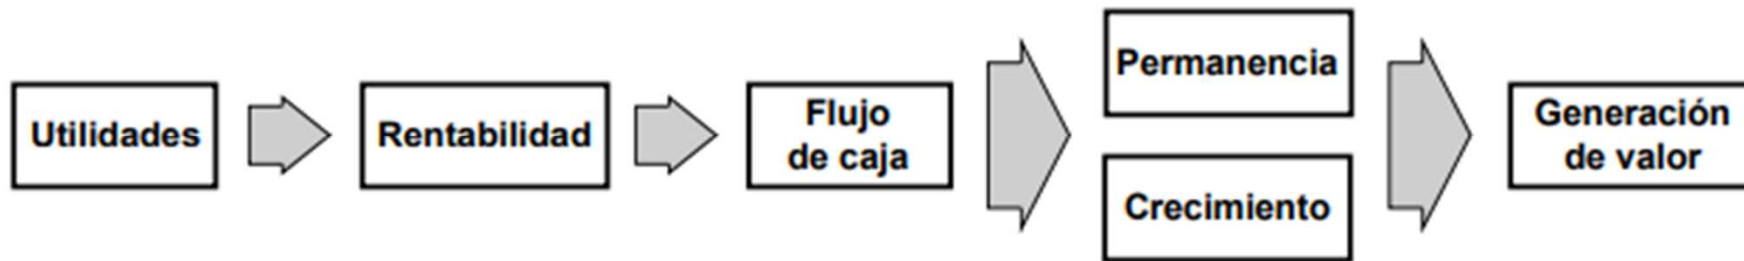 Utilidades
Rentabilidad
Flujo
de caja
Permanencia
Crecimiento
Generación
de valor